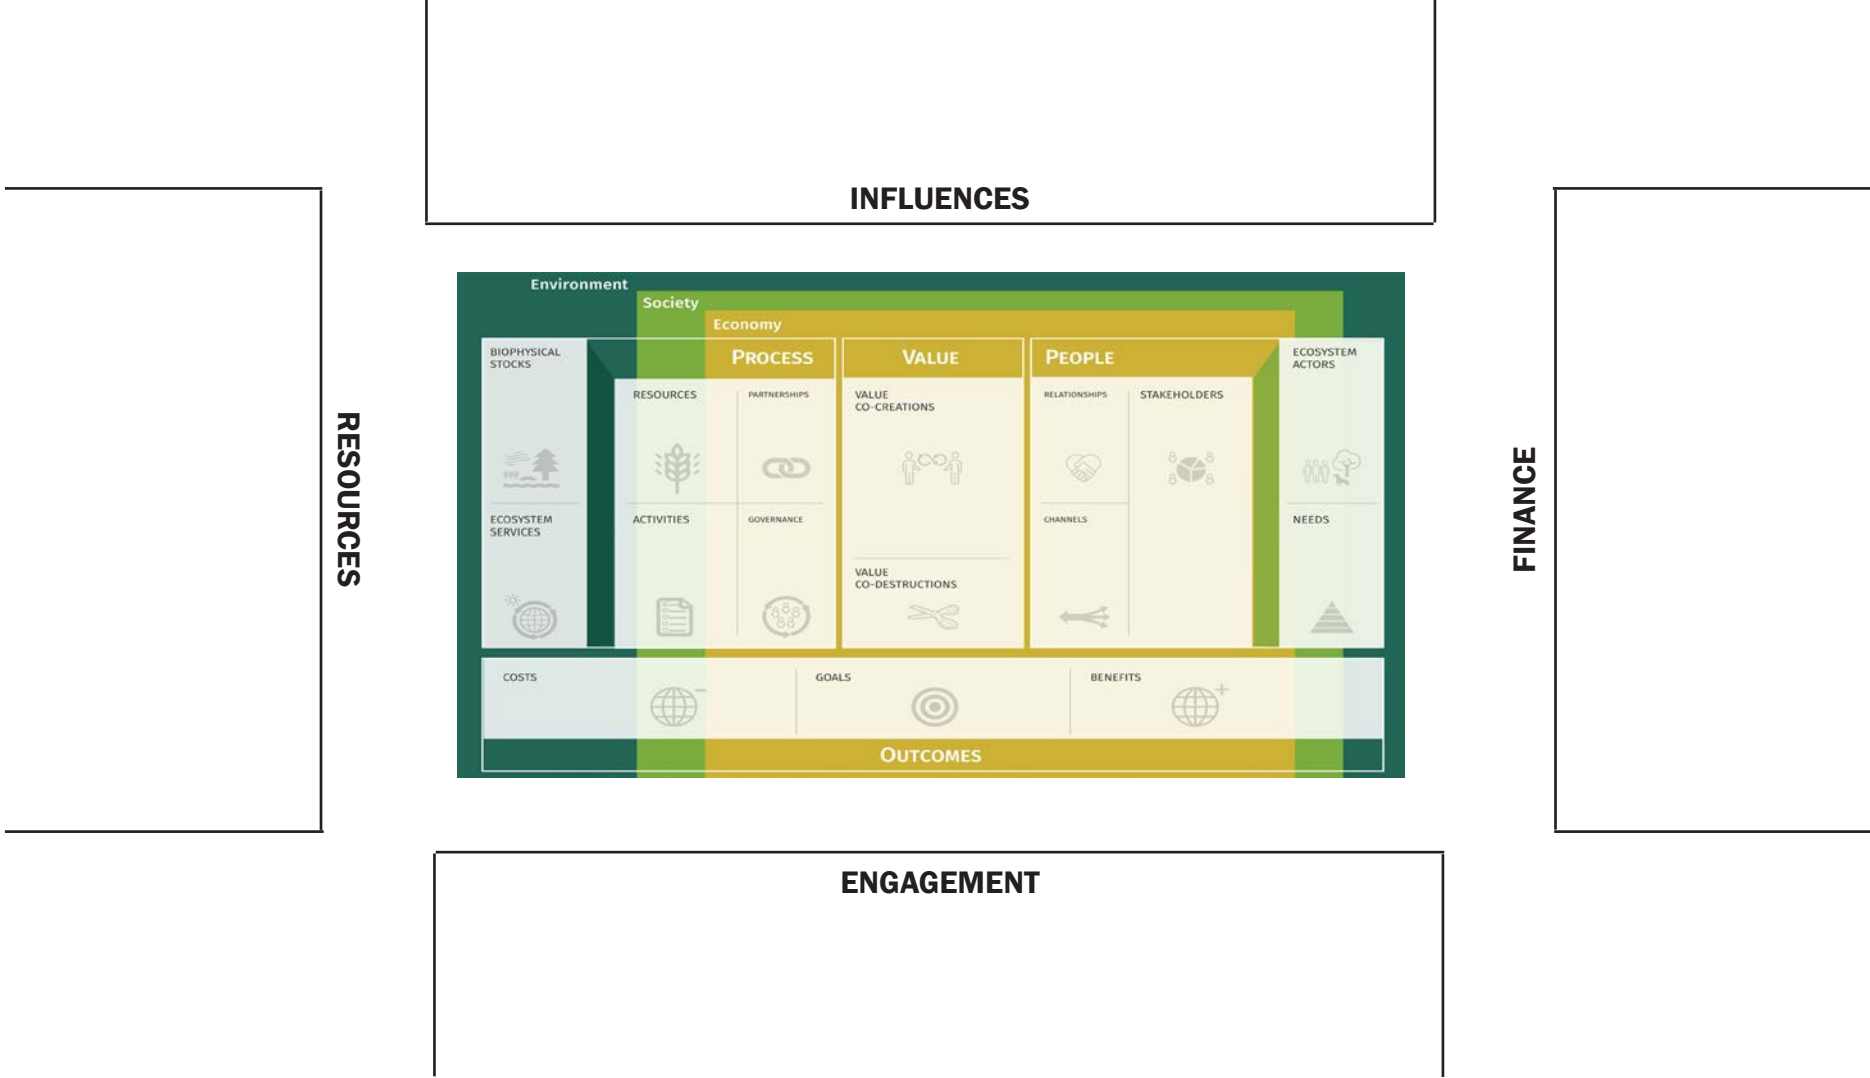 INFLUENCES
Environment
Society
Economy
BIOPHYSICAL
STOCKS
PROCESS
VALUE
PEOPLE
ECOSYSTEM
ACTORS
RESOURCES
PARTNERSHIPS
VALUE
CO-CREATIONS
RELATIONSHIPS
STAKEHOLDERS
RESOURCES
FINANCE
ECOSYSTEM
SERVICES
ACTIVITIES
GOVERNANCE
CHANNELS
NEEDS
VALUE
CO-DESTRUCTIONS
COSTS
GOALS
BENEFITS
OUTCOMES
ENGAGEMENT